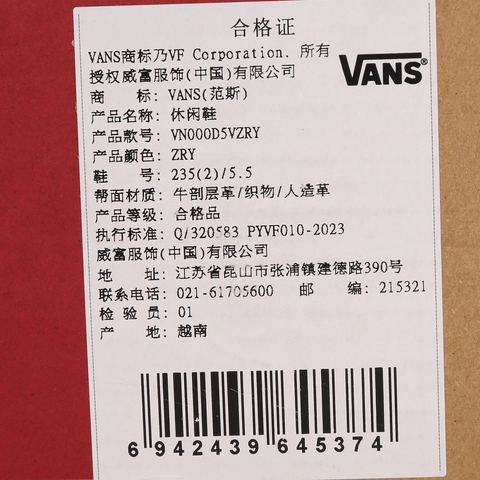 合格证
VANS商标乃VF Corporation. 所有
授权威富服饰(中国)有限公司
VANS®
商 标: VANS(范斯)
产品名称: 休闲鞋
产品款号: VN000D5VZRY
产品颜色: ZRY
鞋 号: 235(2)/5.5
帮面材质: 牛剖层革/织物/人造革
产品等级: 合格品
执行标准: Q/320583 PYVF010-2023
威富服饰(中国)有限公司
地 址: 江苏省昆山市张浦镇建德路390号
联系电话: 021-61705600 邮 编: 215321
检 验 员: 01
产 地: 越南
6 942439 645374